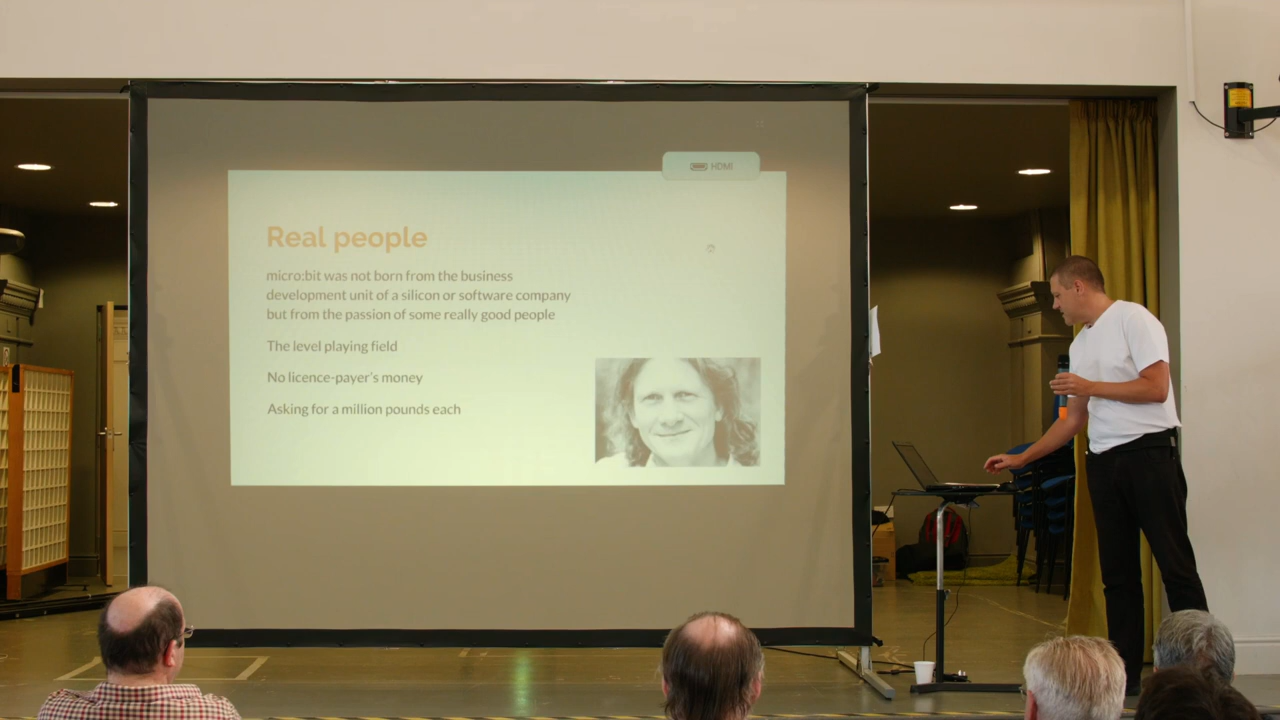 HDMI
Real people
micro:bit was not born from the business
development unit of a silicon or software company
but from the passion of some really good people
The level playing field
No licence-payer's money
Asking for a million pounds each